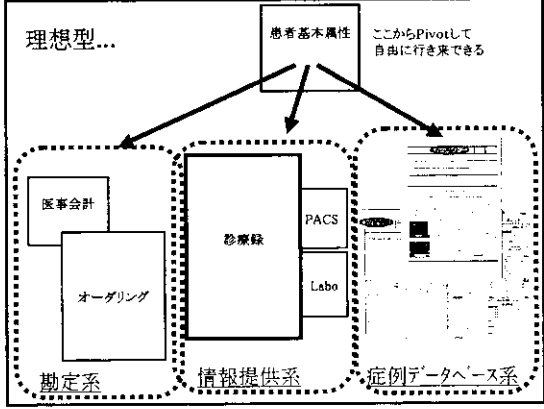 理想型...
患者基本属性
ここからPivotして
自由に行き来できる
医事会計
オーダリング
勘定系
診療録
PACS
Labo
情報提供系
症例データベース系